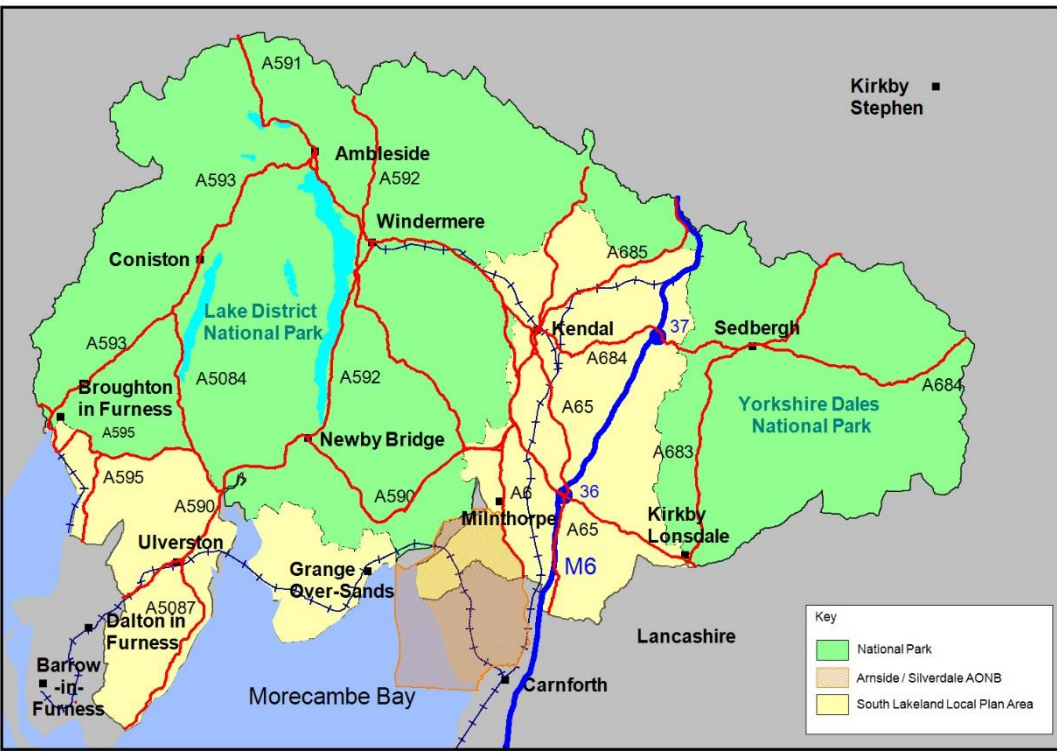 A591
Kirkby
Stephen
Ambleside
A593
A592
Windermere
Coniston
A685
Lake District
National Park
Kendal
37
Sedbergh
A684
A593
A5084
A592
A684
Broughton
in Furness
A65
Yorkshire Dales
National Park
A595
Newby Bridge
A683
A595
A590
A590
A6
36
Milnthorpe
A65
Kirkby
Lonsdale
Ulverston
Grange
Over-Sands
M6
A5087
Dalton in
Furness
Lancashire
Barrow
-in-
Furness
Morecambe Bay
Carnforth
Key
National Park
Arnside / Silverdale AONB
South Lakeland Local Plan Area